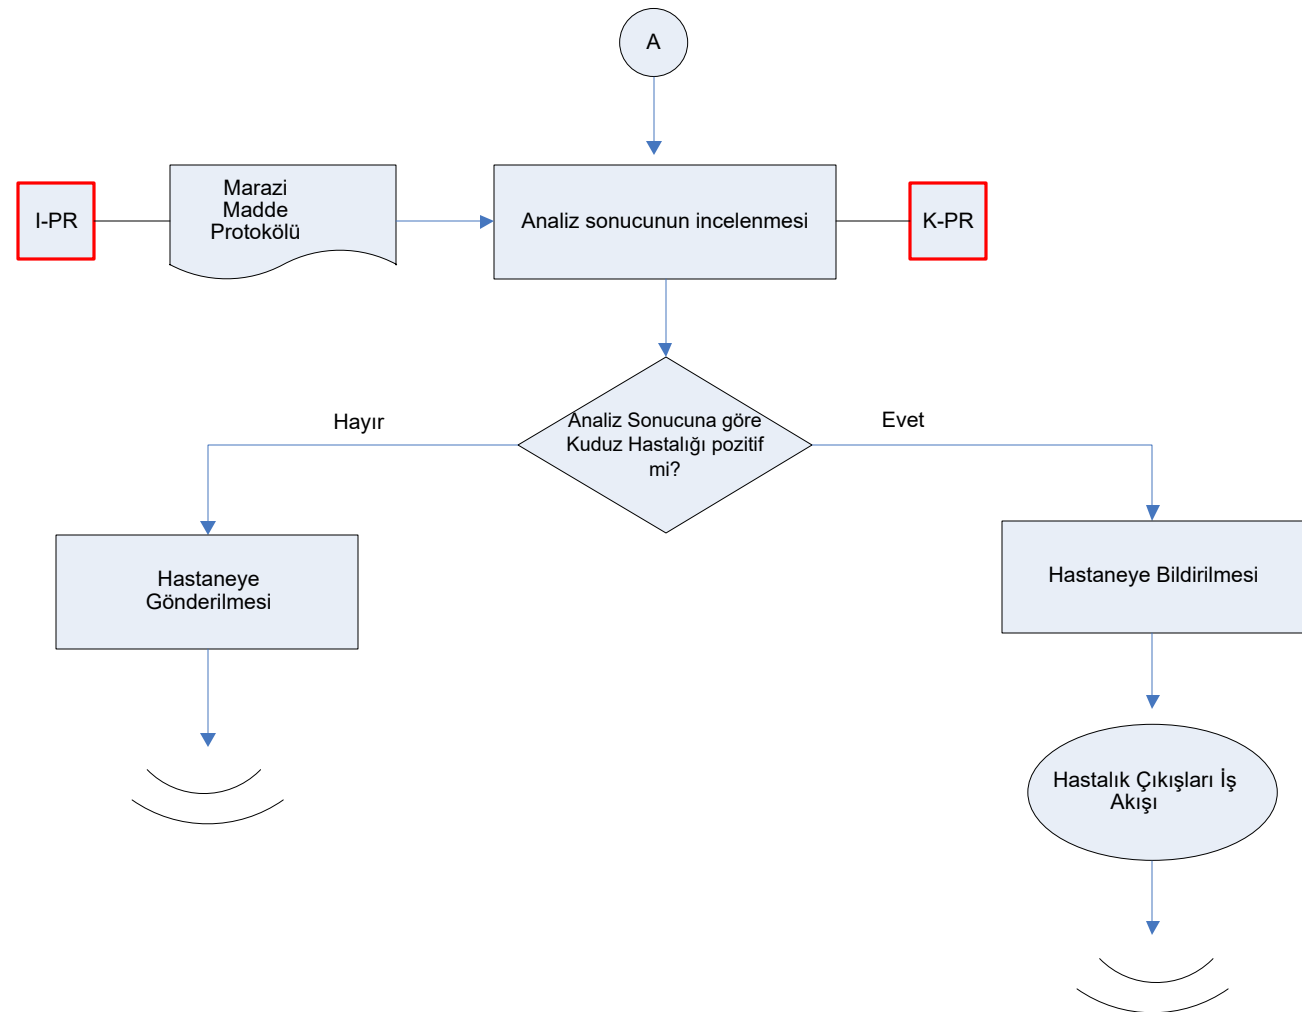 A
I-PR
Marazi
Madde
Protokölü
Analiz sonucunun incelenmesi
K-PR
Hayır
Analiz Sonucuna göre
Kuduz Hastalığı pozitif
mi?
Evet
Hastaneye
Gönderilmesi
Hastaneye Bildirilmesi
Hastalık Çıkışları İş
Akışı